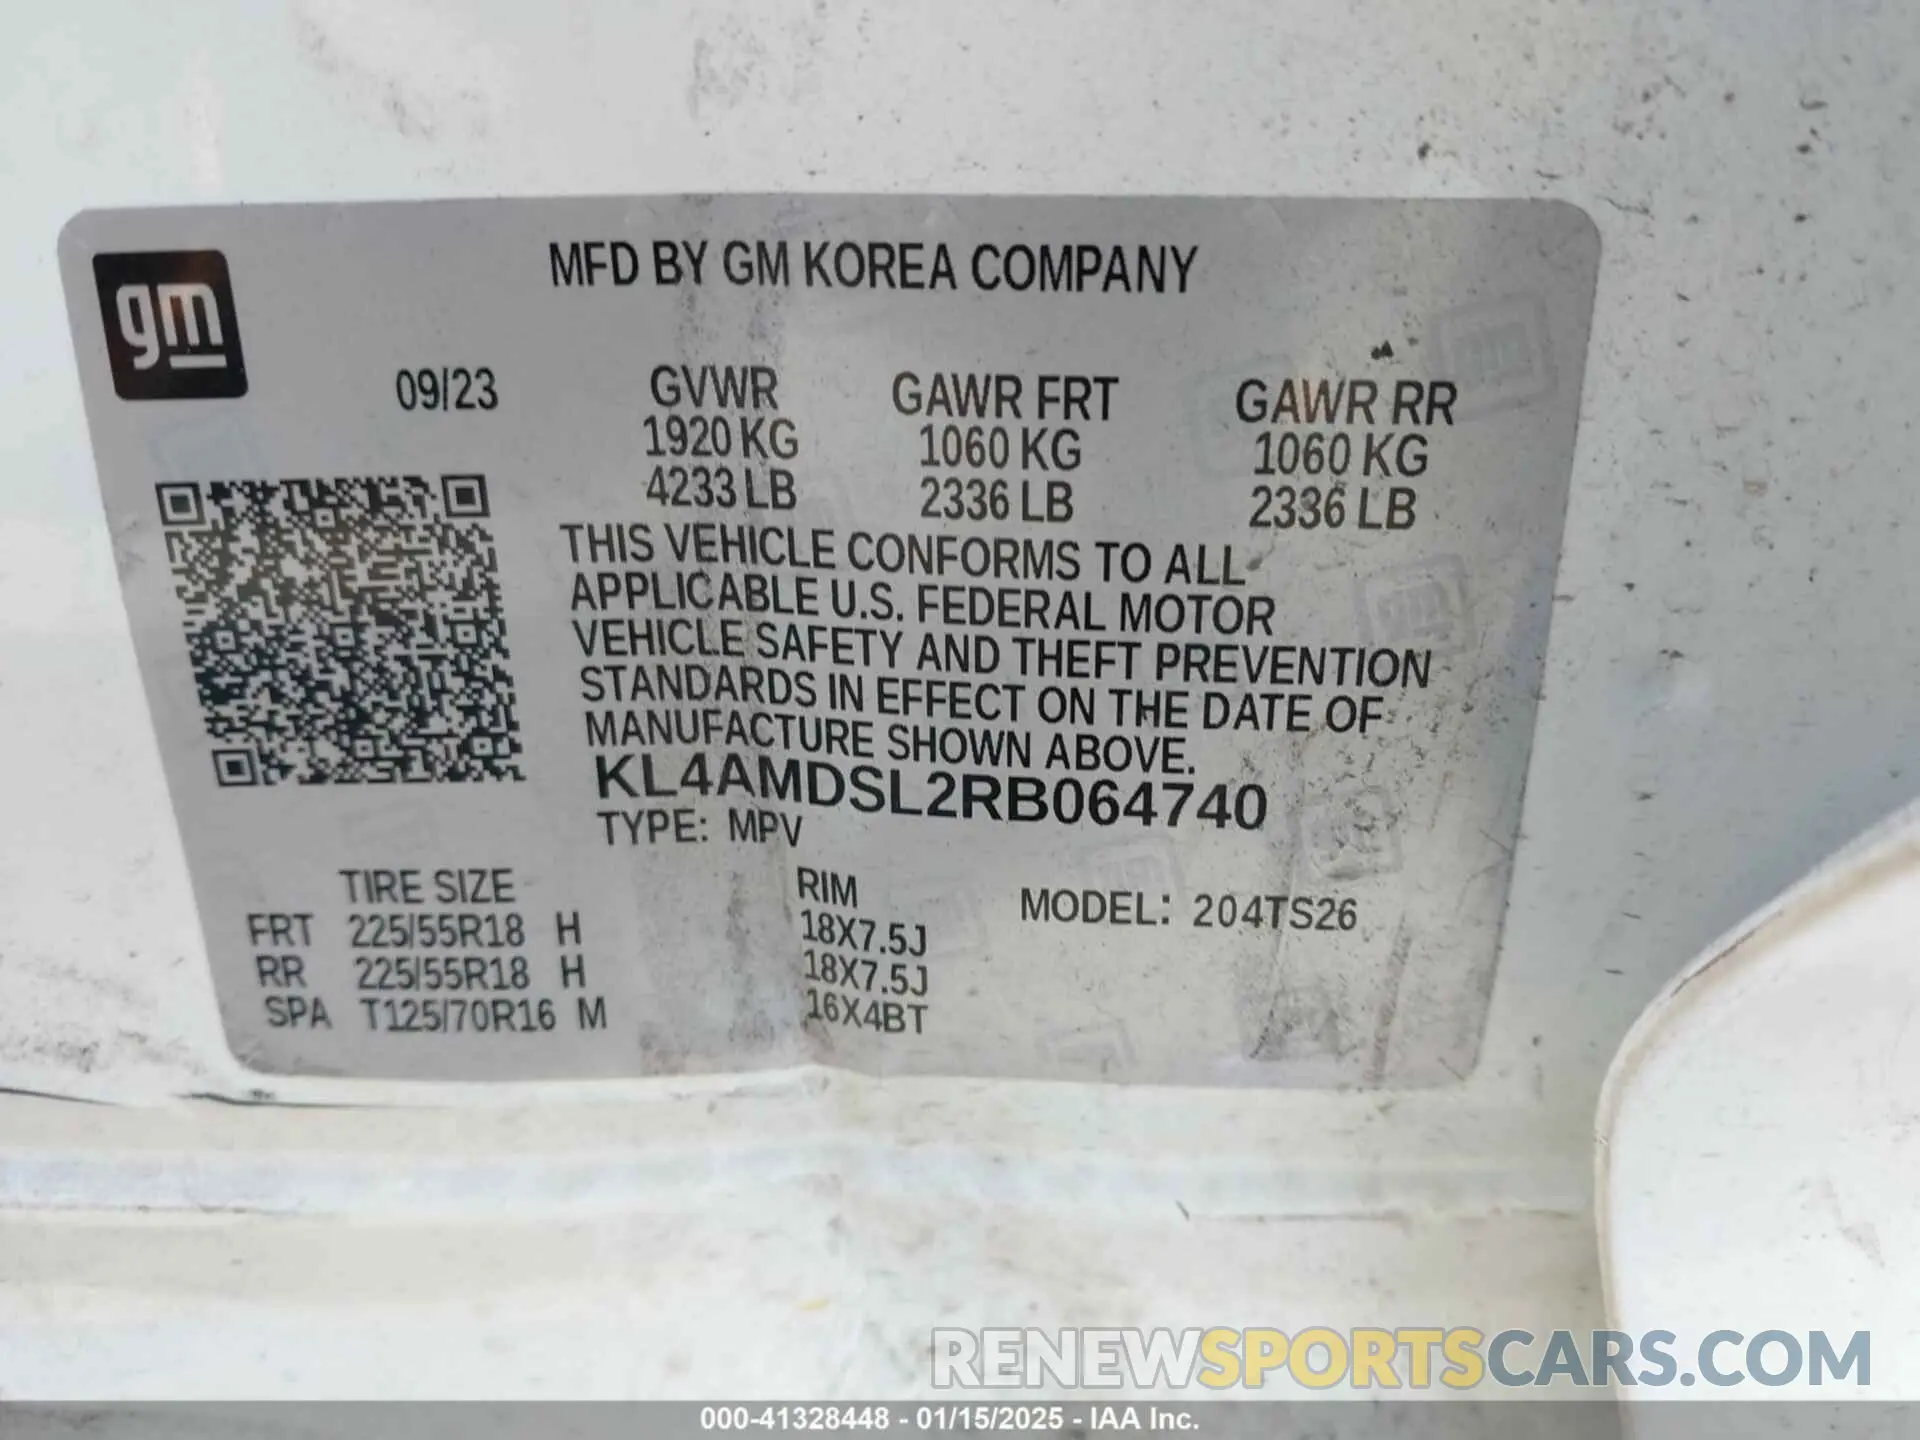 MFD BY GM KOREA COMPANY
gm
09/23 GVWR GAWR FRT GAWR RR
1920 KG 1060 KG 1060 KG
4233 LB 2336 LB 2336 LB
THIS VEHICLE CONFORMS TO ALL
APPLICABLE U.S. FEDERAL MOTOR
VEHICLE SAFETY AND THEFT PREVENTION
STANDARDS IN EFFECT ON THE DATE OF
MANUFACTURE SHOWN ABOVE.
KL4AMDSL2RB064740
TYPE: MPV
TIRE SIZE RIM MODEL: 204TS26
FRT 225/55R18 H 18X7.5J
RR 225/55R18 H 18X7.5J
SPA T125/70R16 M 16X4BT
RENEWSPORTSCARS.COM
000-41328448 - 01/15/2025 - IAA Inc.